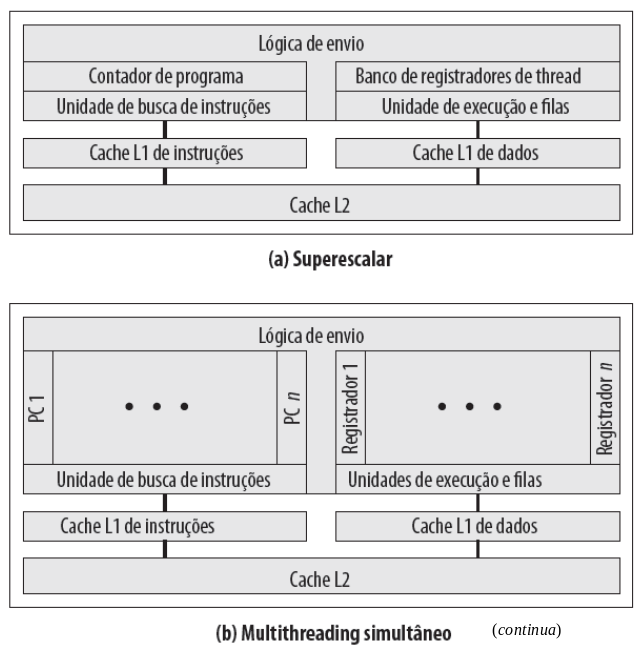 Lógica de envio
Contador de programa
Banco de registradores de thread
Unidade de busca de instruções
Unidade de execução e filas
Cache L1 de instruções
Cache L1 de dados
Cache L2
(a) Superescalar
Lógica de envio
PC 1
• • •
PC n
Registrador 1
• • •
Registrador n
Unidade de busca de instruções
Unidades de execução e filas
Cache L1 de instruções
Cache L1 de dados
Cache L2
(b) Multithreading simultâneo
(continua)